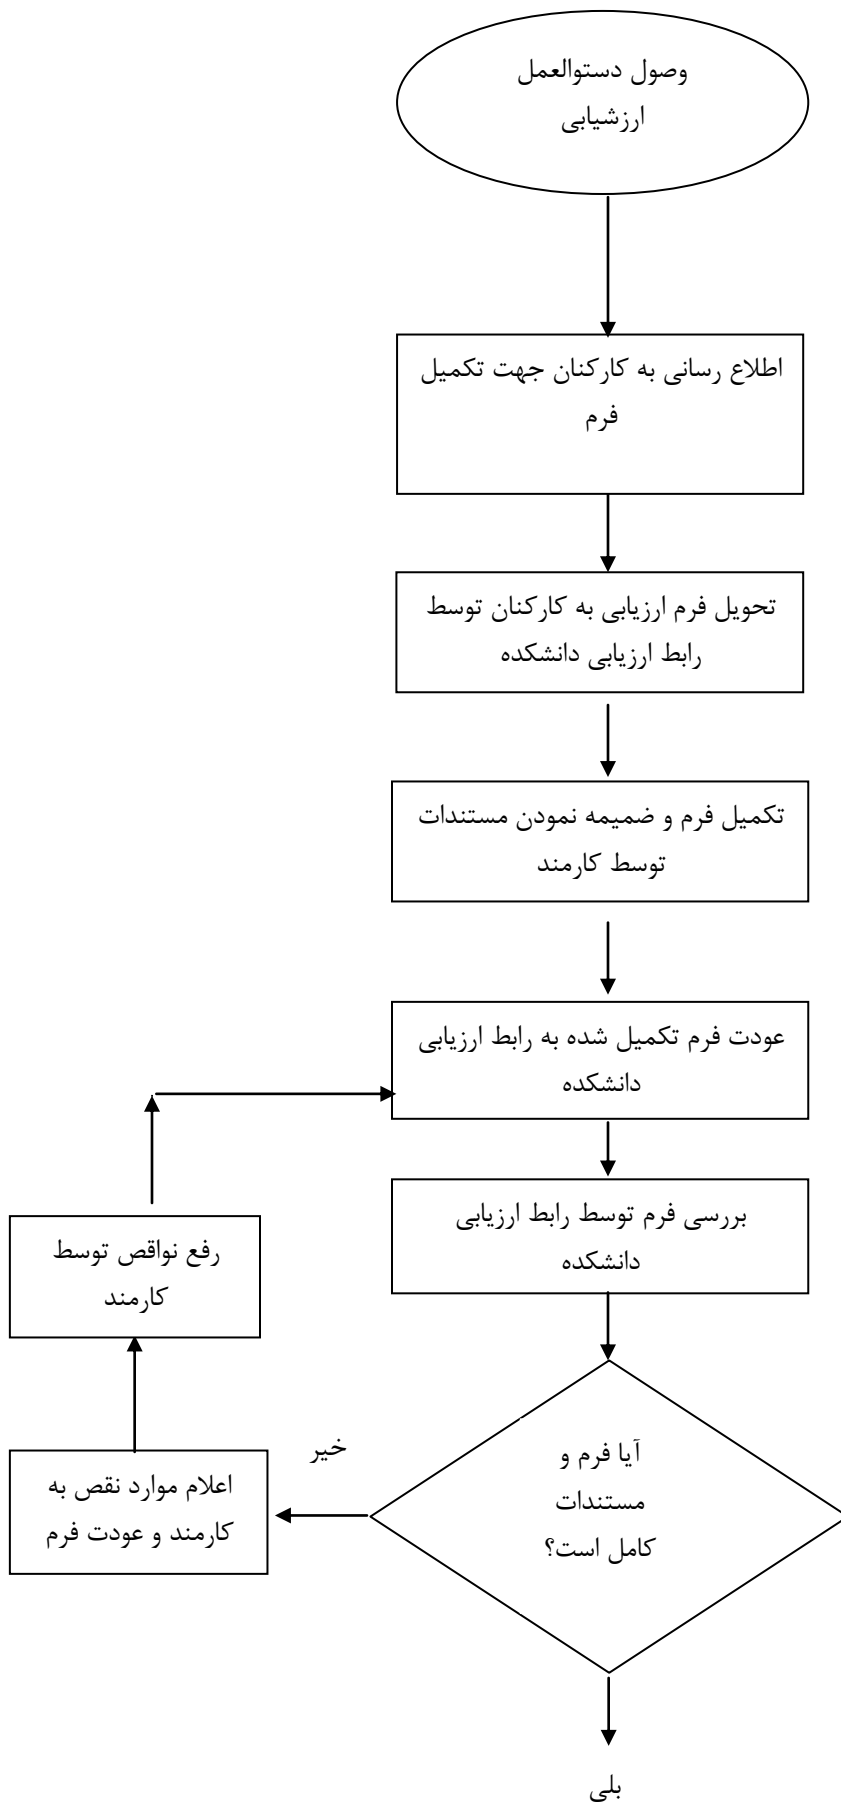 وصول دستوالعمل
ارزشیابی
اطلاع رسانی به کارکنان جهت تکمیل
فرم
تحویل فرم ارزیابی به کارکنان توسط
رابط ارزیابی دانشکده
تکمیل فرم و ضمیمه نمودن مستندات
توسط کارمند
عودت فرم تکمیل شده به رابط ارزیابی
دانشکده
بررسی فرم توسط رابط ارزیابی
دانشکده
رفع نواقص توسط
کارمند
آیا فرم و
مستندات
کامل است؟
خیر
اعلام موارد نقص به
کارمند و عودت فرم
بلی